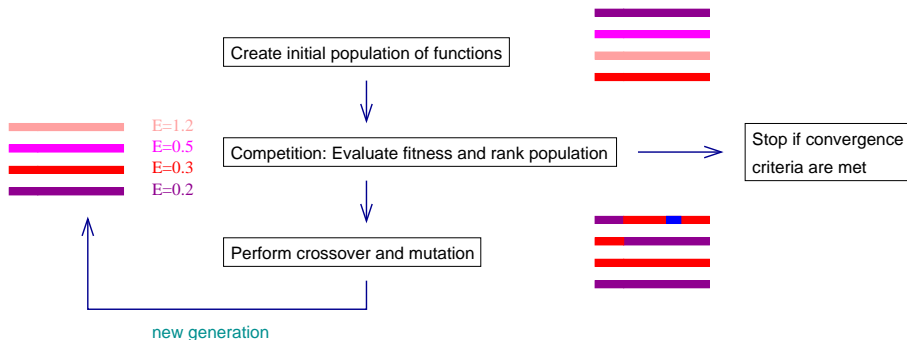 Create initial population of functions
E=1.2
E=0.5
E=0.3
E=0.2
Competition: Evaluate fitness and rank population
Stop if convergence
criteria are met
Perform crossover and mutation
new generation